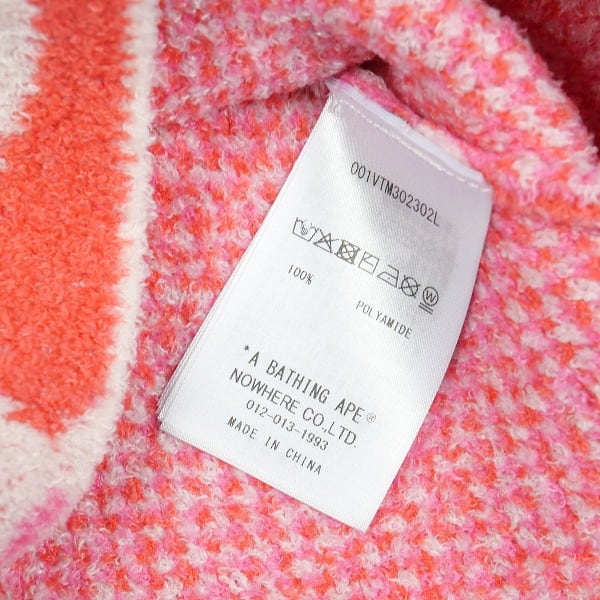 001VTM302302L
100% POLYAMIDE
*A BATHING APE®
NOWHERE CO.,LTD.
012-013-1993
MADE IN CHINA